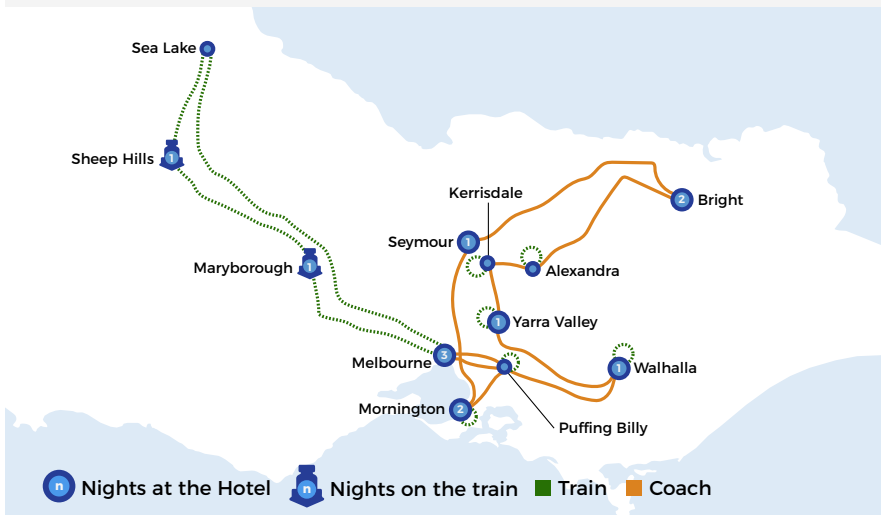 Sea Lake
Sheep Hills
1
Kerrisdale
2
Bright
Seymour
1
Maryborough
1
Alexandra
1
Yarra Valley
Melbourne
3
1
Walhalla
Mornington
2
Puffing Billy
n
Nights at the Hotel
n
Nights on the train
Train
Coach